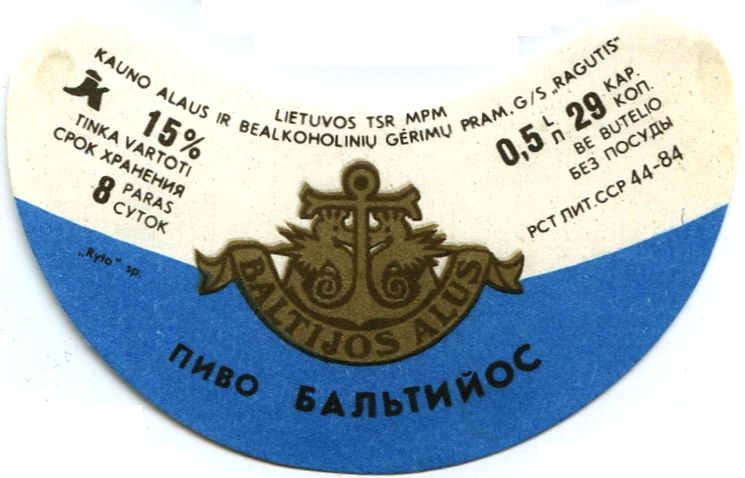 LIETUVOS TSR MPM
KAUNO ALAUS IR BEALKOHOLINIŲ GĖRIMŲ PRAM. G/S „RAGUTIS"
15%
TINKA VARTOTI
СРОК ХРАНЕНИЯ
8 PARAS
СУТОК
„Ryto" sp.
0,5 L
Л
29 KAP.
КОП.
BE BUTELIO
БЕЗ ПОСУДЫ
РСТ ЛИТ.ССР 44-84
BALTIJOS ALUS
ПИВО БАЛЬТИЙОС